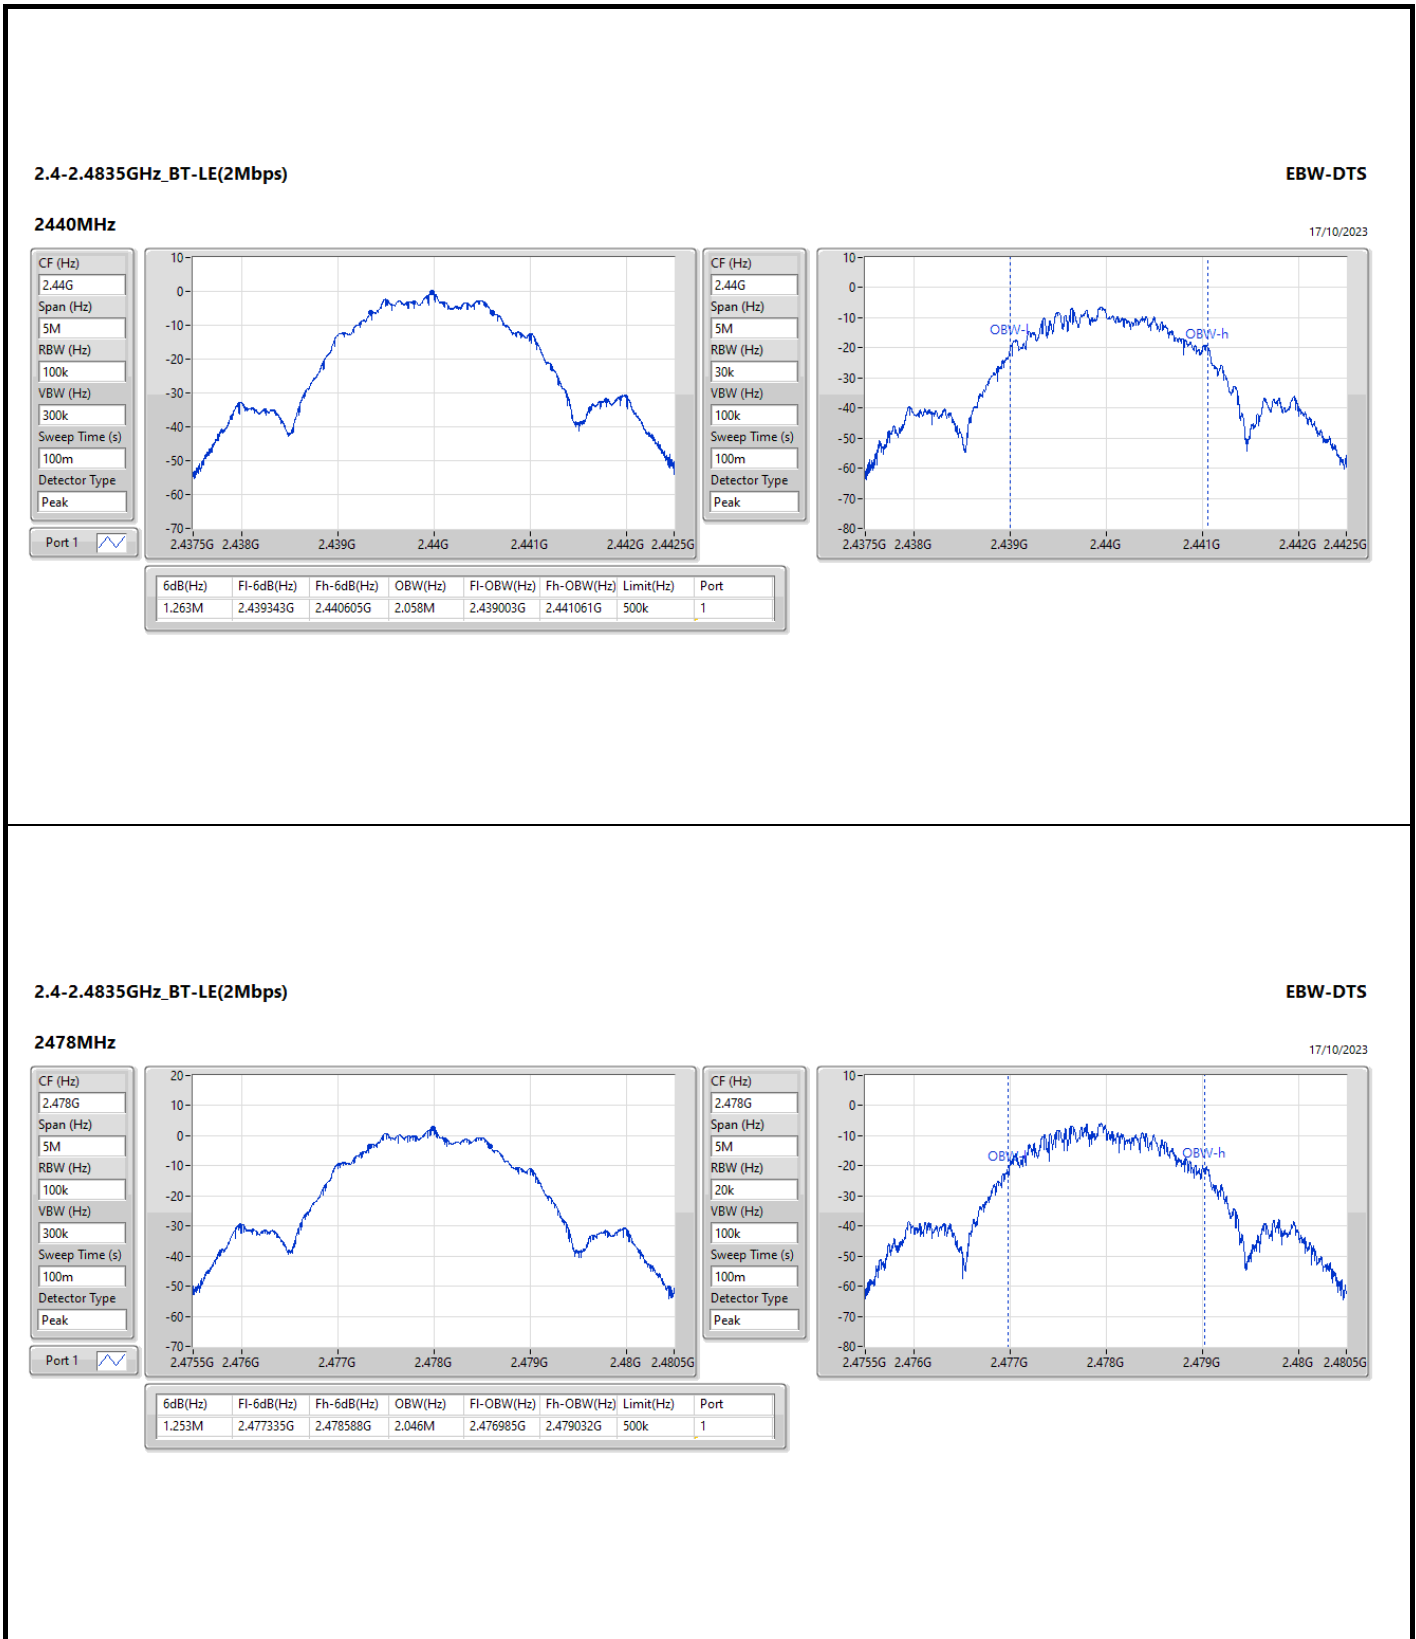 2.4-2.4835GHz_BT-LE(2Mbps) EBW-DTS
2440MHz
17/10/2023
CF (Hz)
2.44G
Span (Hz)
5M
RBW (Hz)
100k
VBW (Hz)
300k
Sweep Time (s)
100m
Detector Type
Peak
Port 1
10
0
-10
-20
-30
-40
-50
-60
-70
2.4375G 2.438G 2.439G 2.44G 2.441G 2.442G 2.4425G
CF (Hz)
2.44G
Span (Hz)
5M
RBW (Hz)
30k
VBW (Hz)
100k
Sweep Time (s)
100m
Detector Type
Peak
10
0
-10
-20
-30
-40
-50
-60
-70
-80
OBW-l OBW-h
2.4375G 2.438G 2.439G 2.44G 2.441G 2.442G 2.4425G
6dB(Hz) Fl-6dB(Hz) Fh-6dB(Hz) OBW(Hz) Fl-OBW(Hz) Fh-OBW(Hz) Limit(Hz) Port
1.263M 2.439343G 2.440605G 2.058M 2.439003G 2.441061G 500k 1
2.4-2.4835GHz_BT-LE(2Mbps) EBW-DTS
2478MHz
17/10/2023
CF (Hz)
2.478G
Span (Hz)
5M
RBW (Hz)
100k
VBW (Hz)
300k
Sweep Time (s)
100m
Detector Type
Peak
Port 1
20
10
0
-10
-20
-30
-40
-50
-60
-70
2.4755G 2.476G 2.477G 2.478G 2.479G 2.48G 2.4805G
CF (Hz)
2.478G
Span (Hz)
5M
RBW (Hz)
20k
VBW (Hz)
100k
Sweep Time (s)
100m
Detector Type
Peak
10
0
-10
-20
-30
-40
-50
-60
-70
-80
OBW-l OBW-h
2.4755G 2.476G 2.477G 2.478G 2.479G 2.48G 2.4805G
6dB(Hz) Fl-6dB(Hz) Fh-6dB(Hz) OBW(Hz) Fl-OBW(Hz) Fh-OBW(Hz) Limit(Hz) Port
1.253M 2.477335G 2.478588G 2.046M 2.476985G 2.479032G 500k 1